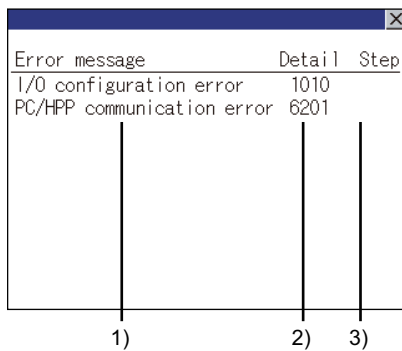 Error message Detail Step
I/O configuration error 1010
PC/HPP communication error 6201
1) 2) 3)